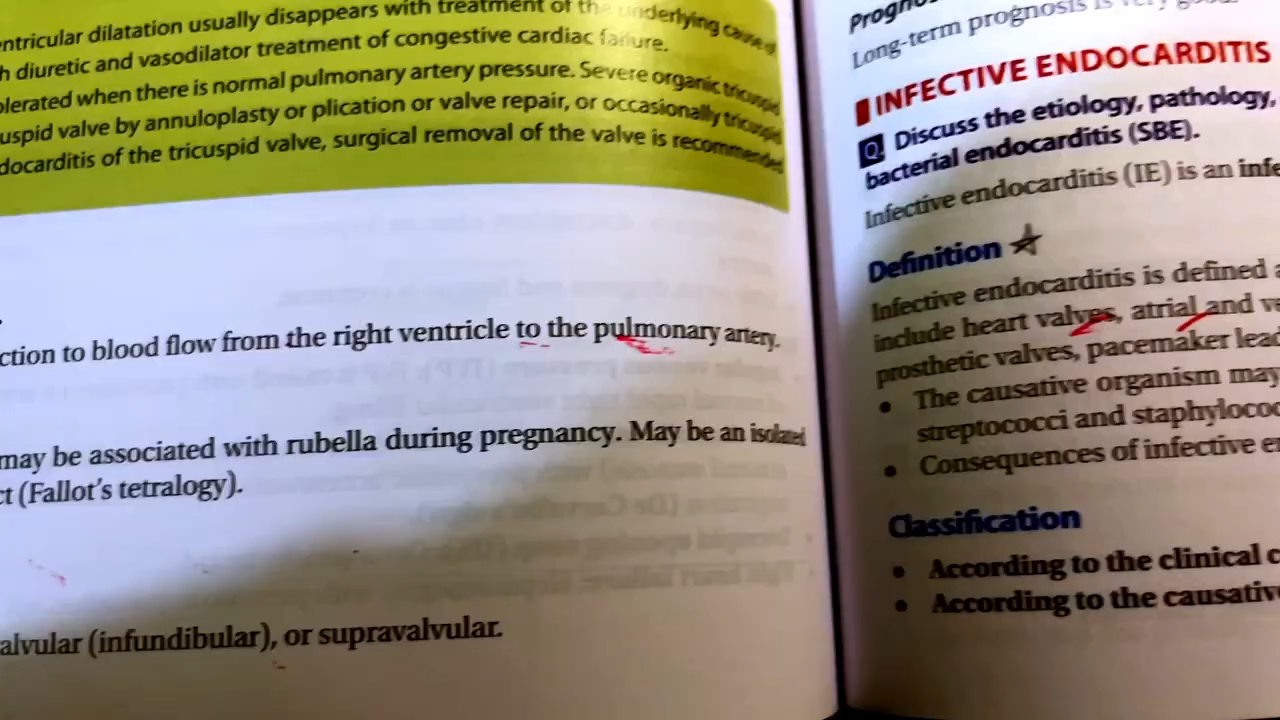 entricular dilatation usually disappears with treatment of the underlying cause of
h diuretic and vasodilator treatment of congestive cardiac failure.
olerated when there is normal pulmonary artery pressure. Severe organic tricuspid
uspid valve by annuloplasty or plication or valve repair, or occasionally tricuspid
docarditis of the tricuspid valve, surgical removal of the valve is recommended
ction to blood flow from the right ventricle to the pulmonary artery.
may be associated with rubella during pregnancy. May be an isolated
ct (Fallot's tetralogy).
alvular (infundibular), or supravalvular.
Progno
Long-term prognosis is very good.
INFECTIVE ENDOCARDITIS
Q Discuss the etiology, pathology,
bacterial endocarditis (SBE).
Infective endocarditis (IE) is an infe
Definition
Infective endocarditis is defined a
include heart valves, atrial and v
prosthetic valves, pacemaker lead
• The causative organism may
streptococci and staphylococ
• Consequences of infective en
Classification
• According to the clinical c
• According to the causativ